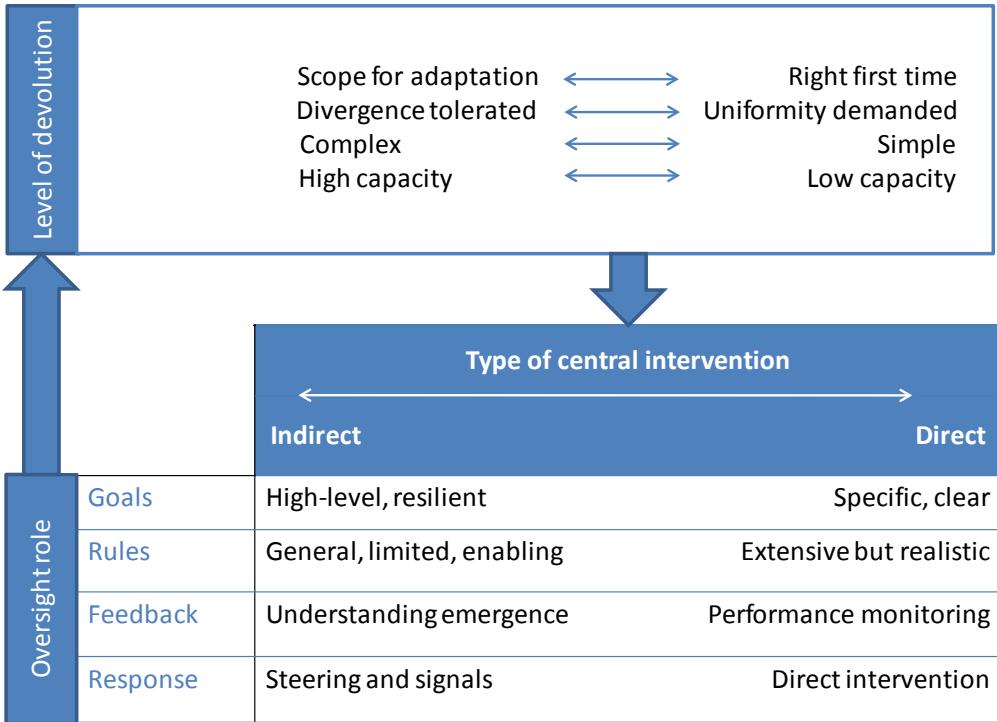 Level of devolution
Scope for adaptation Right first time
Divergence tolerated Uniformity demanded
Complex Simple
High capacity Low capacity
Type of central intervention
Indirect Direct
Oversight role
Goals High-level, resilient Specific, clear
Rules General, limited, enabling Extensive but realistic
Feedback Understanding emergence Performance monitoring
Response Steering and signals Direct intervention